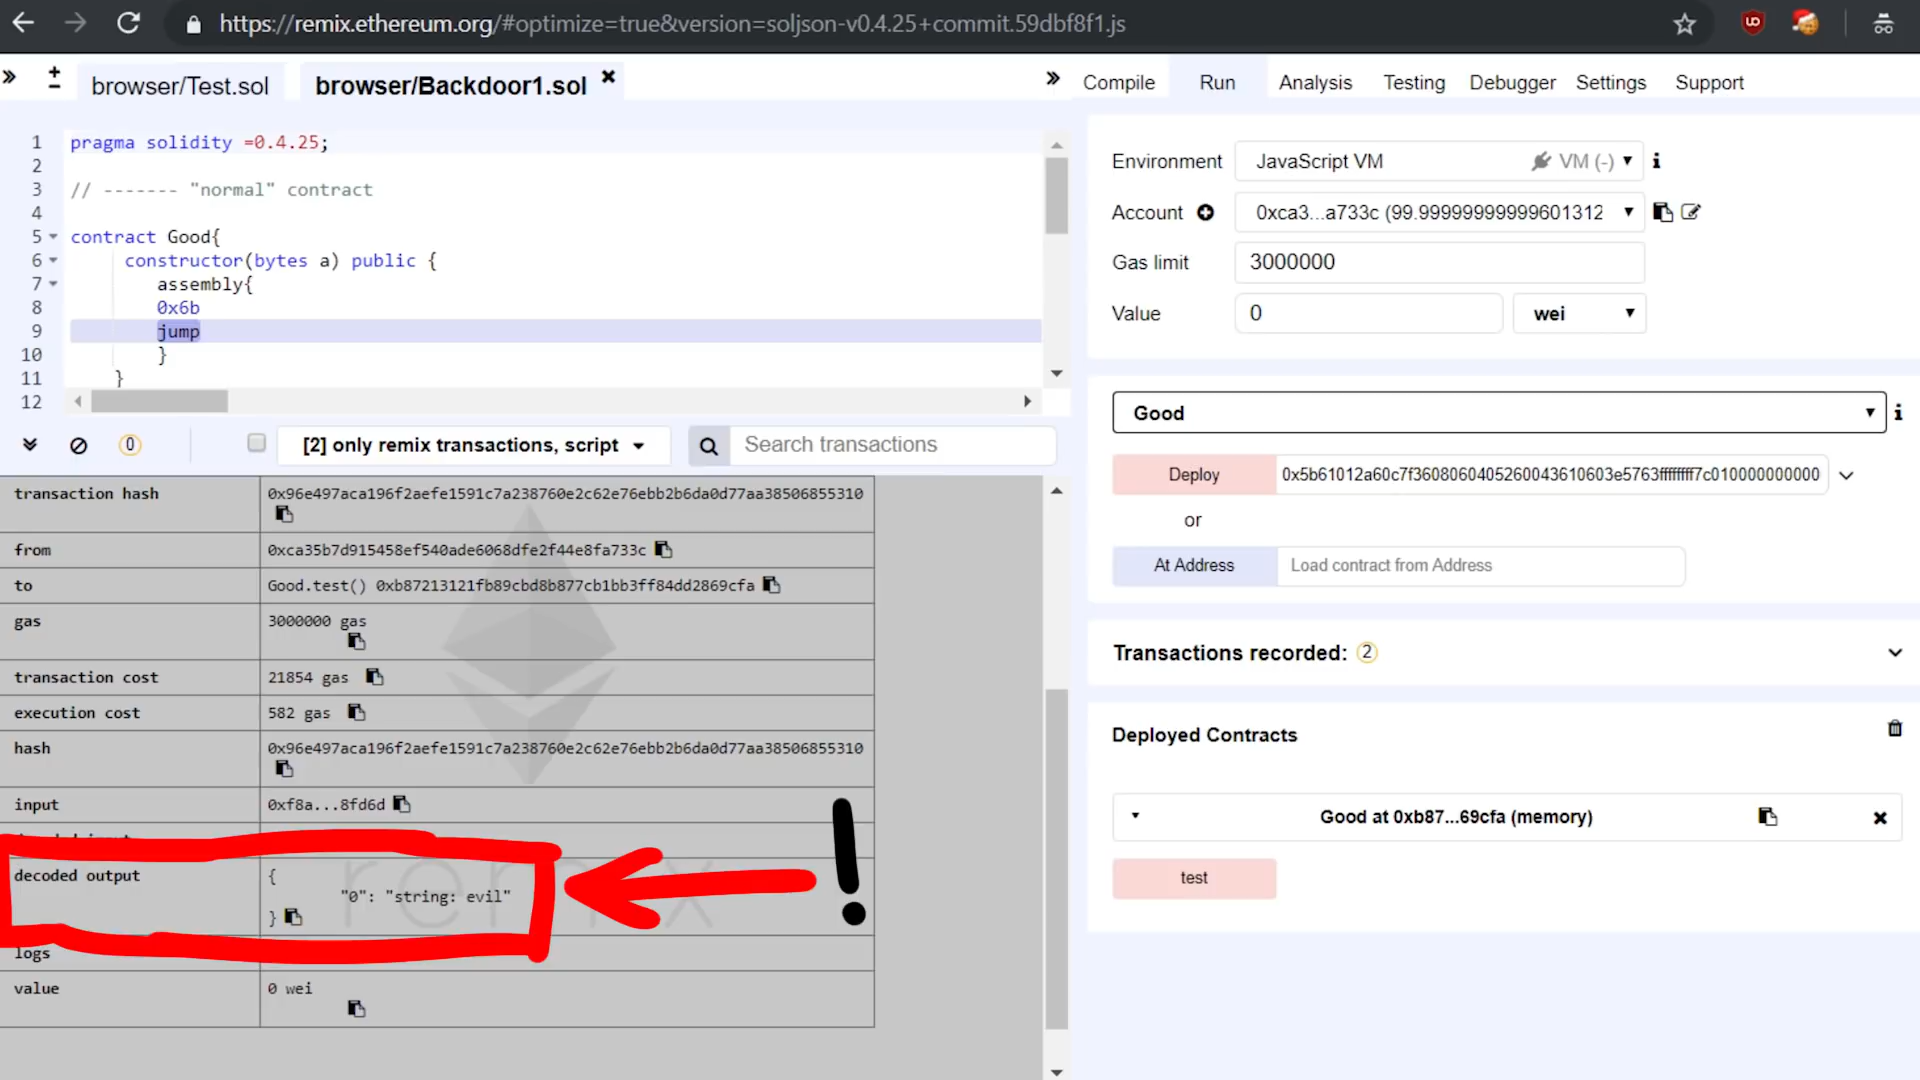 https://remix.ethereum.org/#optimize=true&version=soljson-v0.4.25+commit.59dbf8f1.js
browser/Test.sol
browser/Backdoor1.sol
Compile Run Analysis Testing Debugger Settings Support
1 pragma solidity =0.4.25;
2
3 // ------- "normal" contract
4
5 contract Good{
6 constructor(bytes a) public {
7 assembly{
8 0x6b
9 jump
10 }
11 }
12
0
[2] only remix transactions, script
Search transactions
transaction hash 0x96e497aca196f2aefe1591c7a238760e2c62e76ebb2b6da0d77aa38506855310
from 0xca35b7d915458ef540ade6068dfe2f44e8fa733c
to Good.test() 0xb87213121fb89cbd8b877cb1bb3ff84dd2869cfa
gas 3000000 gas
transaction cost 21854 gas
execution cost 582 gas
hash 0x96e497aca196f2aefe1591c7a238760e2c62e76ebb2b6da0d77aa38506855310
input 0xf8a...8fd6d
decoded output {
"0": "string: evil"
}
logs
value 0 wei
remix
!
Environment JavaScript VM VM (-)
Account 0xca3...a733c (99.99999999999601312
Gas limit 3000000
Value 0 wei
Good
Deploy 0x5b61012a60c7f3608060405260043610603e5763ffffffff7c010000000000
or
At Address Load contract from Address
Transactions recorded: 2
Deployed Contracts
Good at 0xb87...69cfa (memory)
test